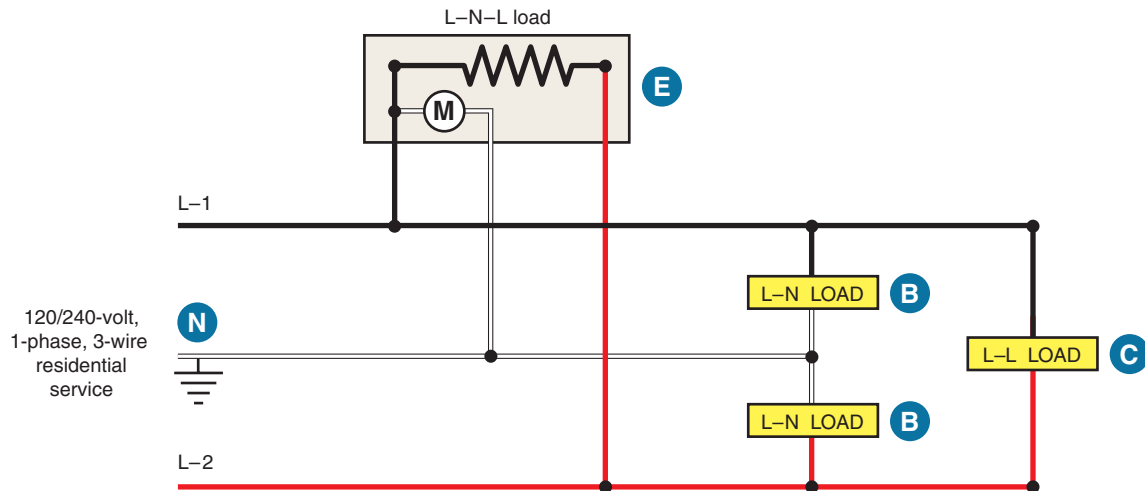 L–N–L load
E
M
L–1
L–N LOAD
B
N
120/240-volt,
1-phase, 3-wire
residential
service
L–L LOAD
C
L–N LOAD
B
L–2